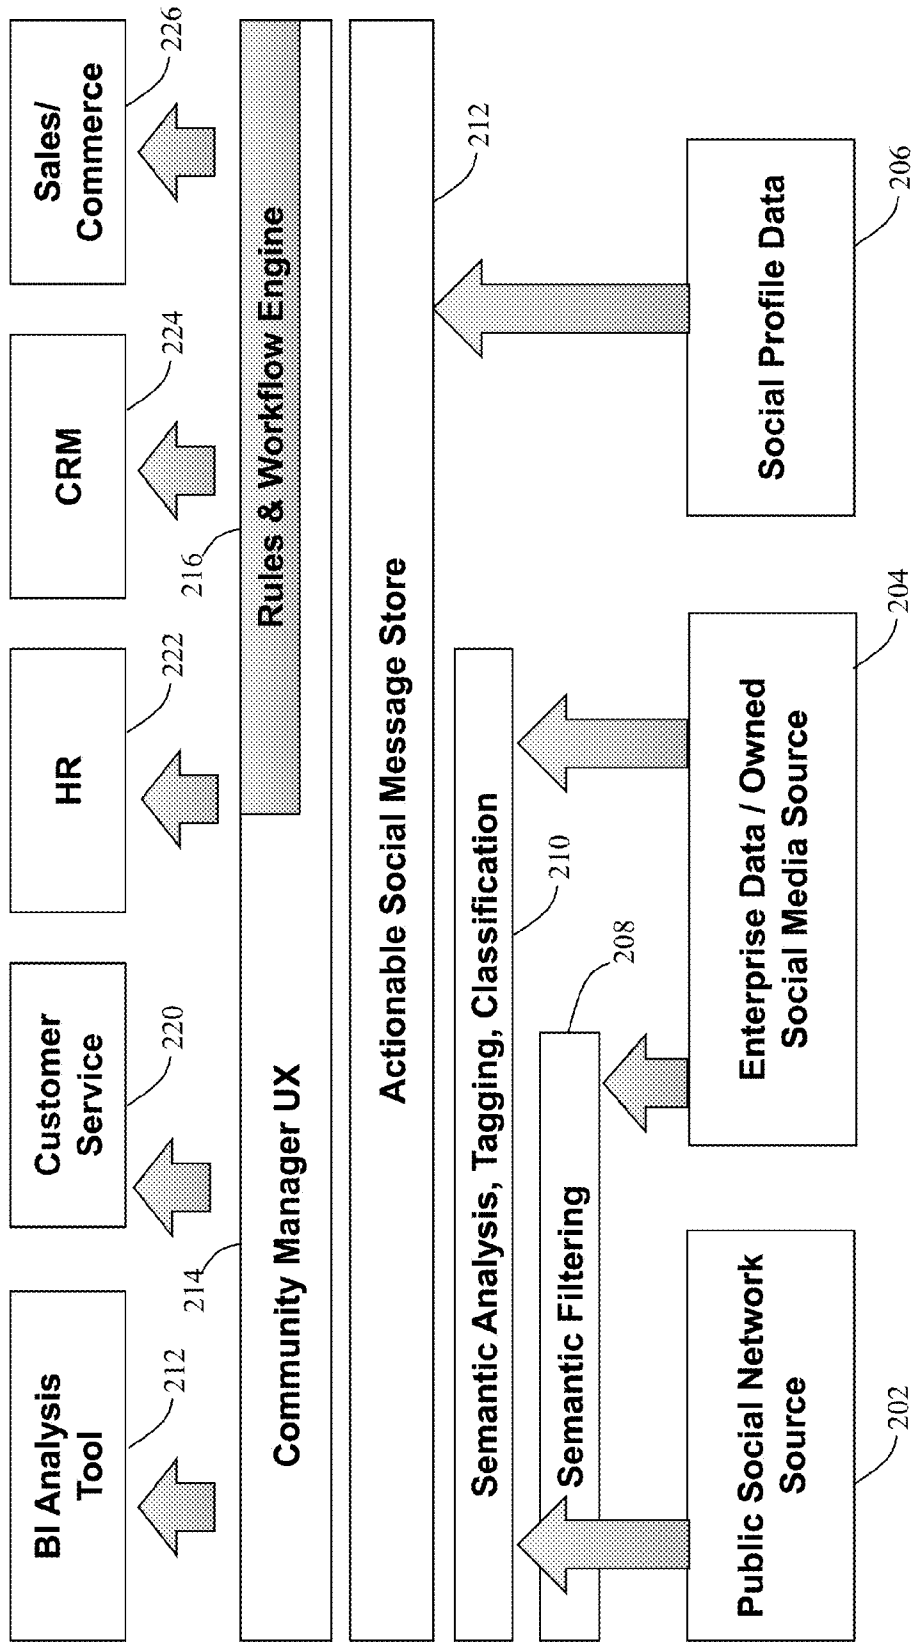 BI Analysis
Tool
212
Customer
Service
220
HR
222
CRM
224
Sales/
Commerce
226
214
Community Manager UX
216
Rules & Workflow Engine
Actionable Social Message Store
212
Semantic Analysis, Tagging, Classification
210
Semantic Filtering
208
Public Social Network
Source
202
Enterprise Data / Owned
Social Media Source
204
Social Profile Data
206